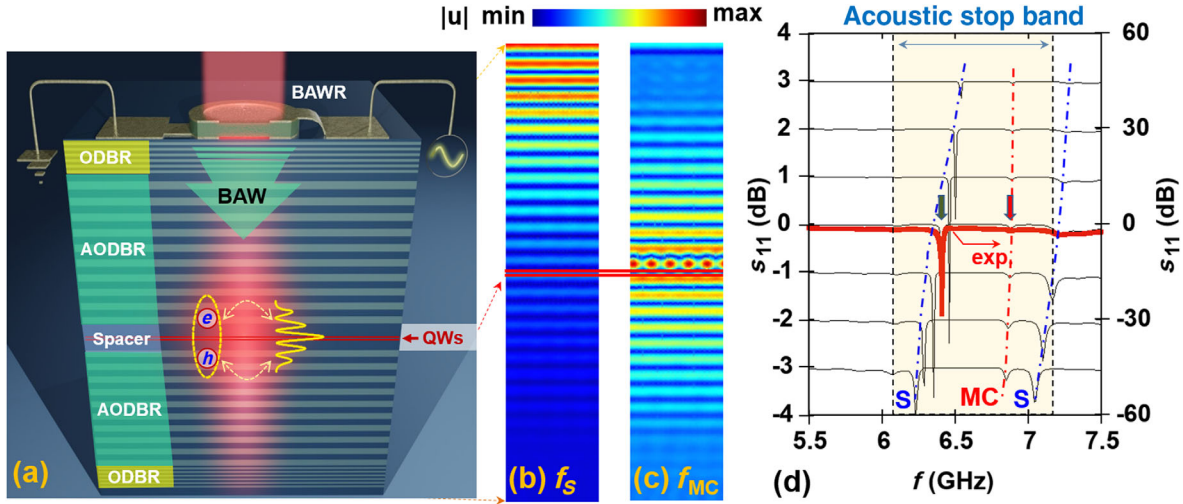 |u| min max
BAWR
ODBR
BAW
AODBR
e
h
Spacer
QWs
AODBR
ODBR
(a)
(b) fS
(c) fMC
Acoustic stop band
4
3
2
1
0
-1
-2
-3
-4
s11 (dB)
60
30
0
-30
-60
s11 (dB)
exp.
S
MC
S
5.5 6 6.5 7 7.5
(d)
f (GHz)